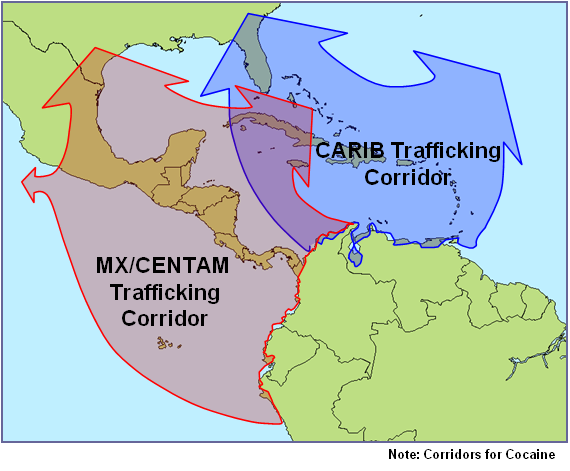 CARIB Trafficking
Corridor
MX/CENTAM
Trafficking
Corridor
Note: Corridors for Cocaine